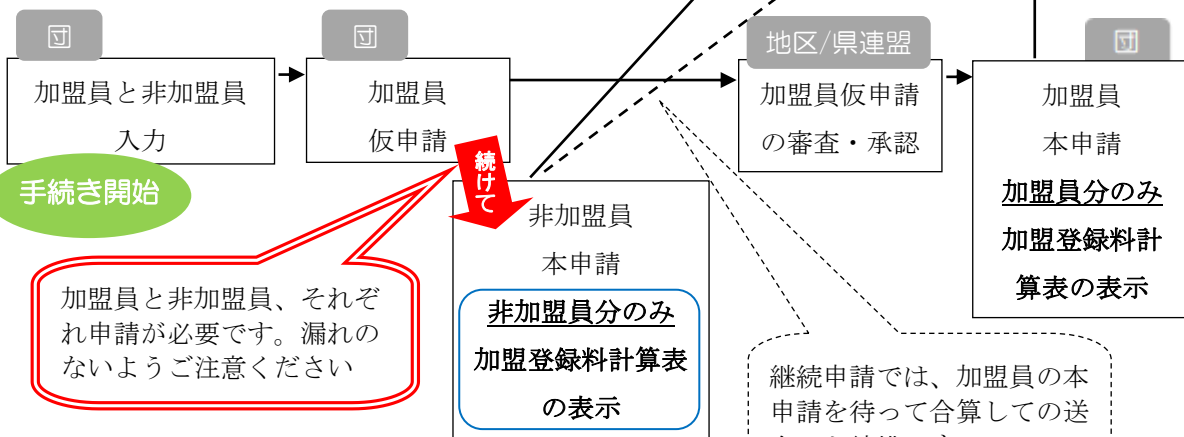 団
加盟員と非加盟員
入力
手続き開始
団
加盟員
仮申請
続けて
地区/県連盟
加盟員仮申請
の審査・承認
団
加盟員
本申請
加盟員分のみ
加盟登録料計
算表の表示
非加盟員
本申請
非加盟員分のみ
加盟登録料計算表
の表示
加盟員と非加盟員、それぞ
れ申請が必要です。漏れの
ないようご注意ください
継続申請では、加盟員の本
申請を待って合算しての送